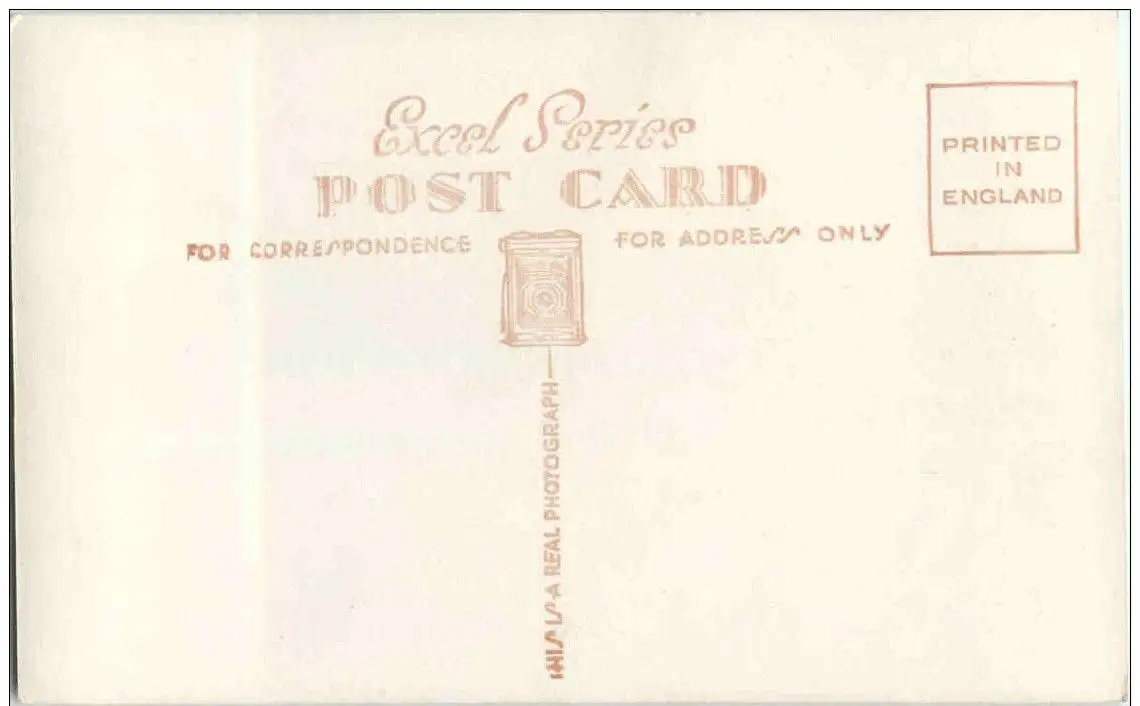 Excel Series
POST CARD
FOR CORRESPONDENCE
FOR ADDRESS ONLY
PRINTED
IN
ENGLAND
THIS IS A REAL PHOTOGRAPH